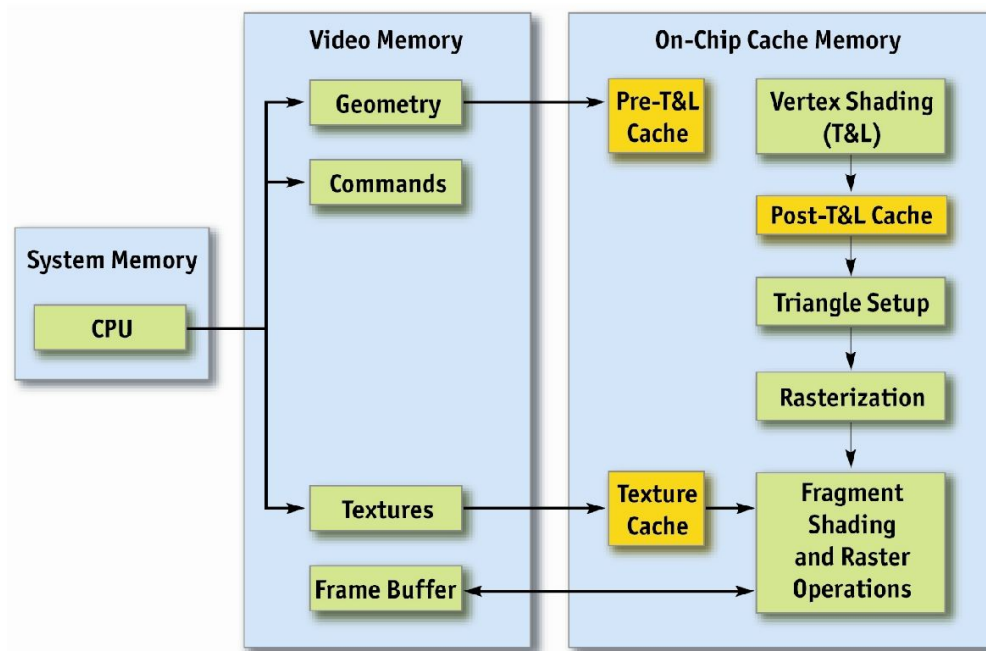 Video Memory
On-Chip Cache Memory
Geometry
Pre-T&L
Cache
Vertex Shading
(T&L)
Commands
Post-T&L Cache
System Memory
CPU
Triangle Setup
Rasterization
Textures
Texture
Cache
Fragment
Shading
and Raster
Operations
Frame Buffer